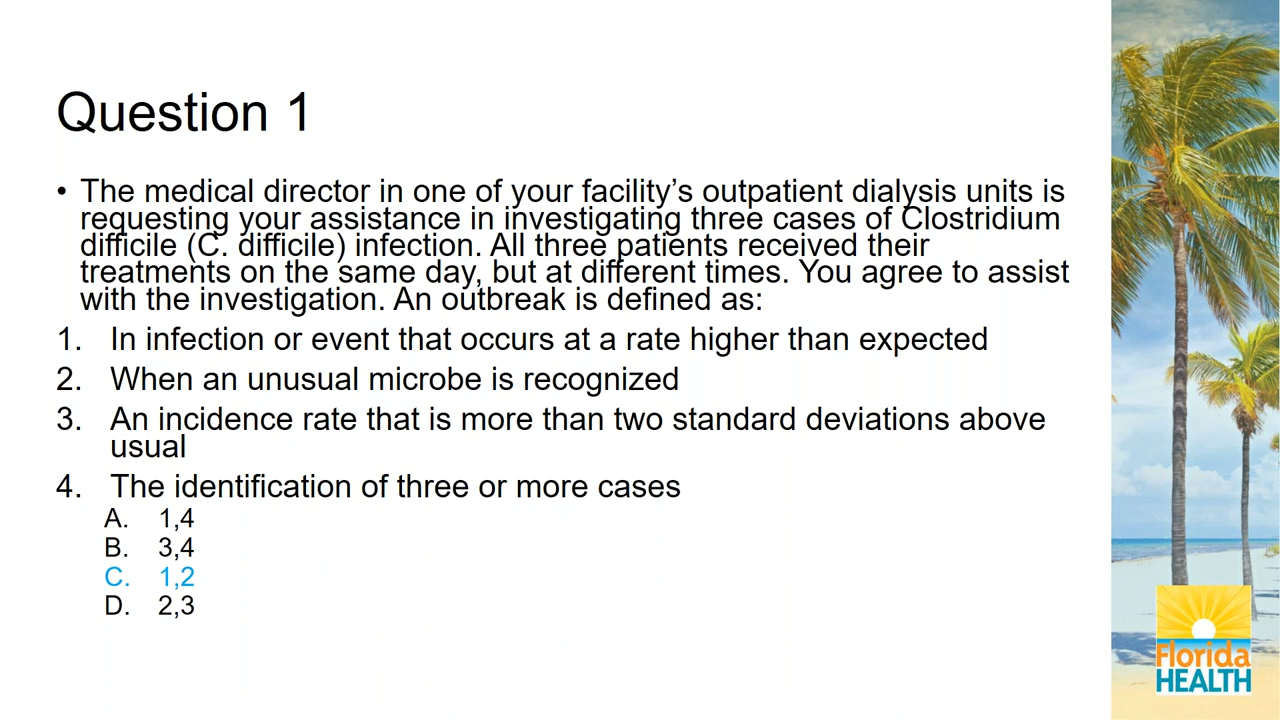 Question 1
• The medical director in one of your facility’s outpatient dialysis units is
requesting your assistance in investigating three cases of Clostridium
difficile (C. difficile) infection. All three patients received their
treatments on the same day, but at different times. You agree to assist
with the investigation. An outbreak is defined as:
1. In infection or event that occurs at a rate higher than expected
2. When an unusual microbe is recognized
3. An incidence rate that is more than two standard deviations above
usual
4. The identification of three or more cases
A. 1,4
B. 3,4
C. 1,2
D. 2,3
Florida
HEALTH